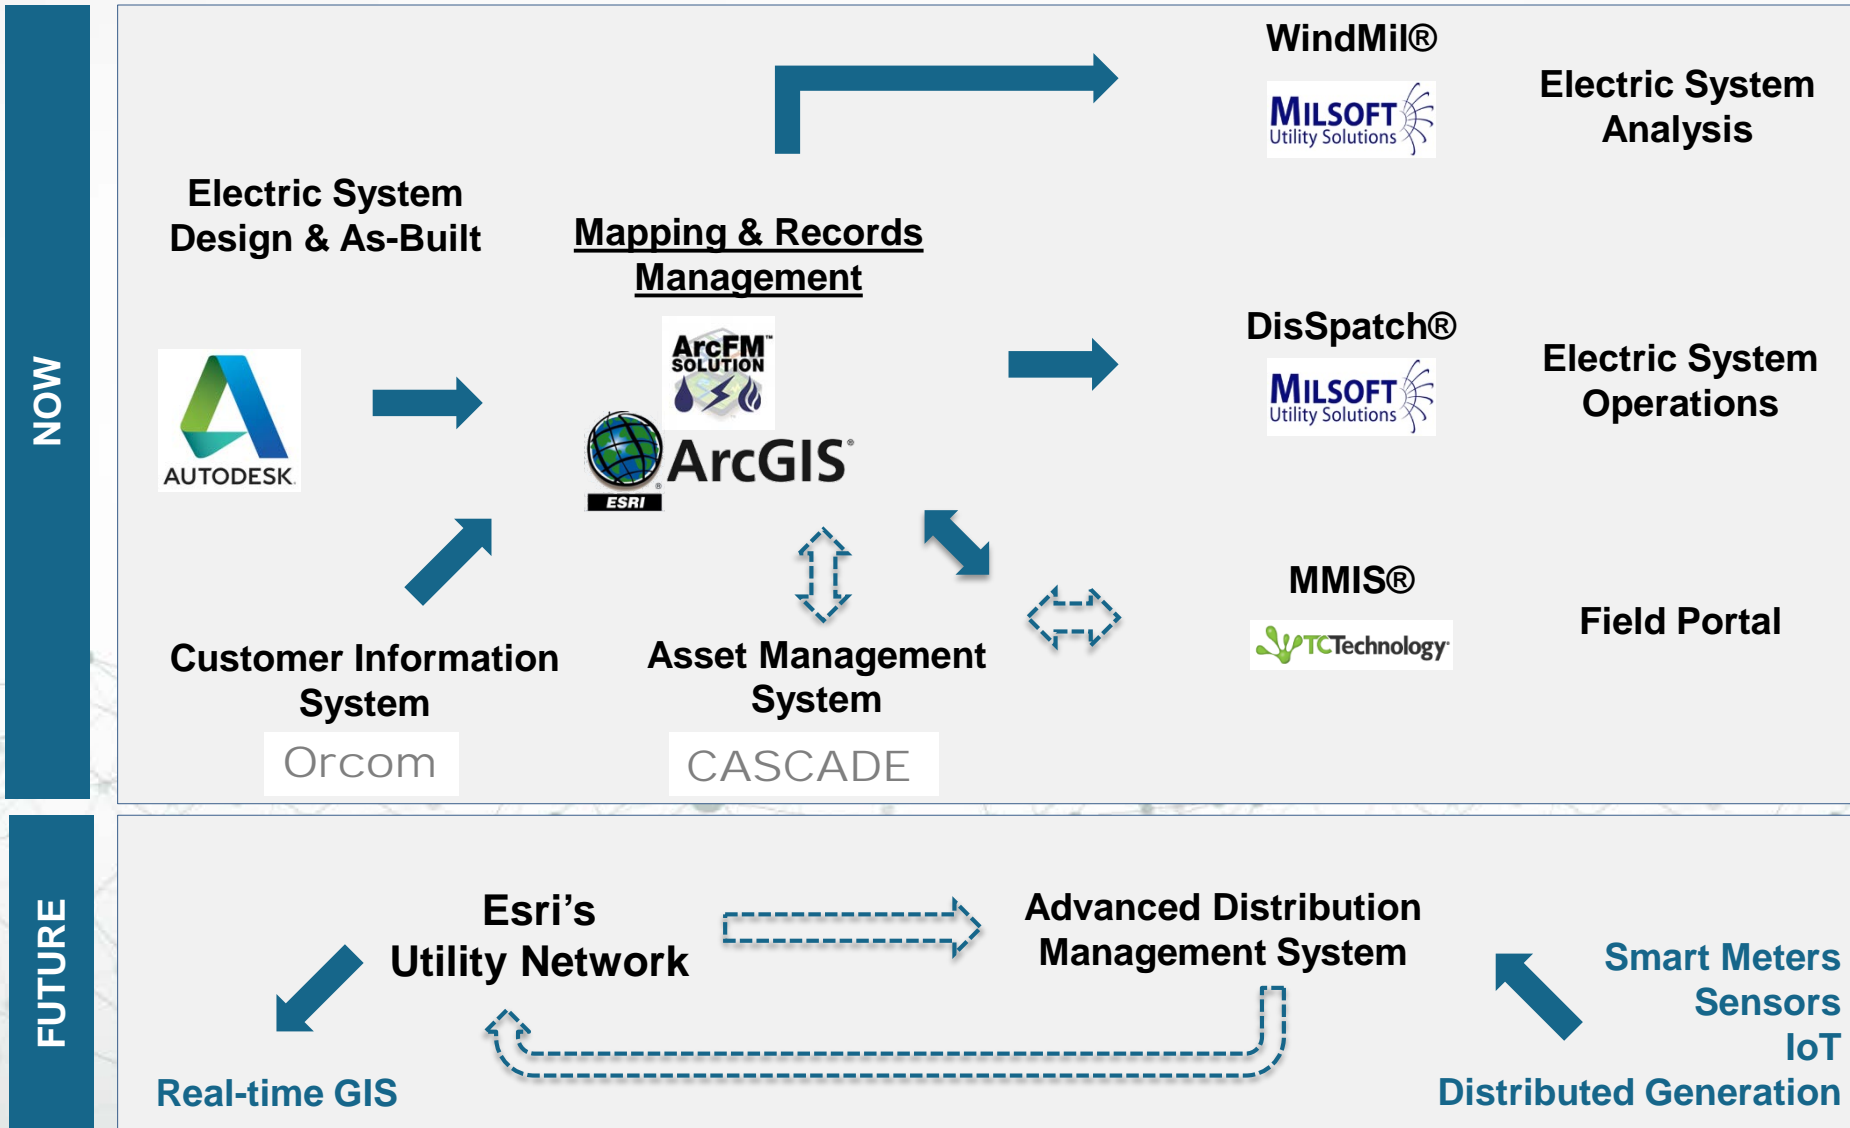 NOW
WindMil®
MILSOFT
Utility Solutions
Electric System
Analysis
Electric System
Design & As-Built
Mapping & Records
Management
ArcFM™
SOLUTION
DisSpatch®
MILSOFT
Utility Solutions
Electric System
Operations
AUTODESK.
ArcGIS®
ESRI®
MMIS®
TCTechnology
Field Portal
Customer Information
System
Orcom
Asset Management
System
CASCADE
FUTURE
Esri’s
Utility Network
Advanced Distribution
Management System
Smart Meters
Sensors
IoT
Distributed Generation
Real-time GIS